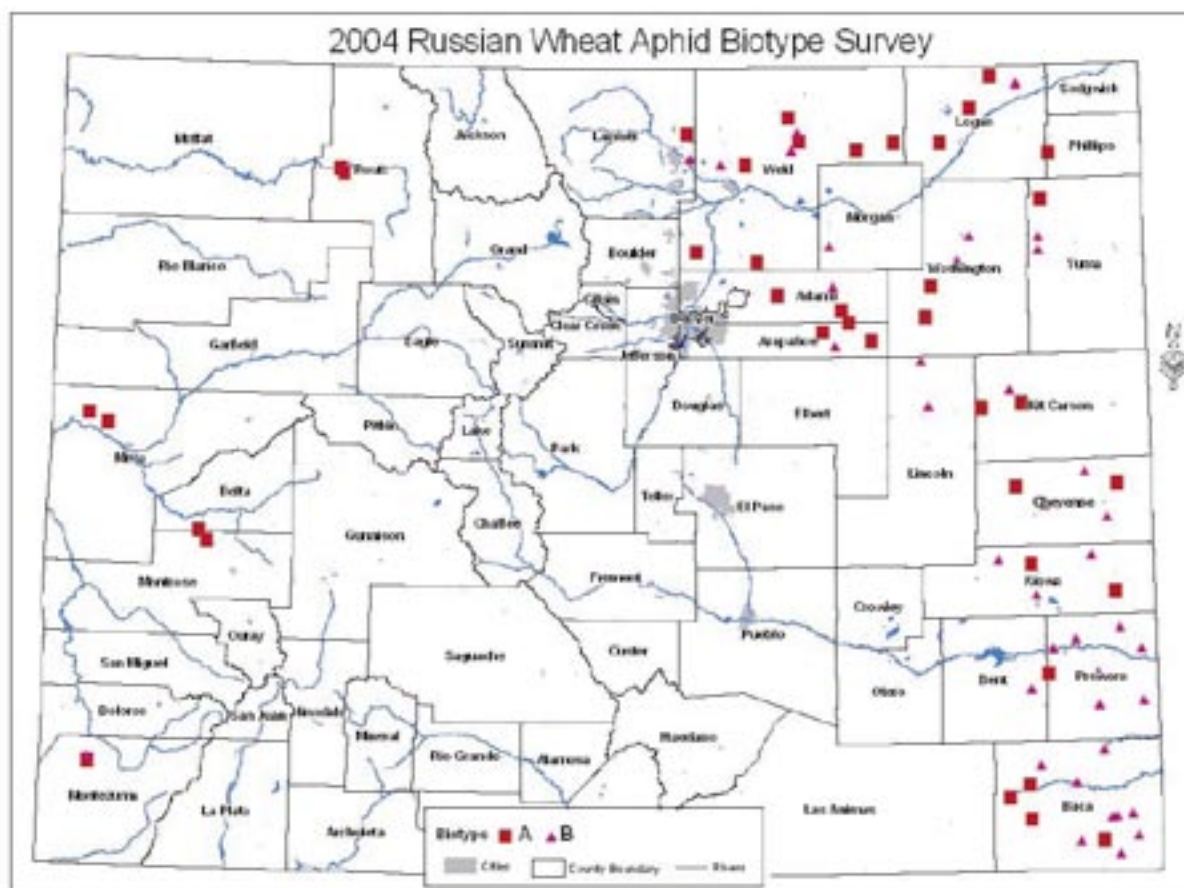 2004 Russian Wheat Aphid Biotype Survey
Sedgwick
Moffat
Jackson
Larimer
Logan
Routt
Weld
Phillips
Morgan
Rio Blanco
Grand
Boulder
Washington
Yuma
Gilpin
Adams
Clear Creek
Garfield
Eagle
Summit
Arapahoe
Jefferson
Douglas
Elbert
Kit Carson
Pitkin
Lake
Park
Mesa
Lincoln
Delta
Teller
El Paso
Cheyenne
Chaffee
Gunnison
Montrose
Fremont
Kiowa
Crowley
Ouray
Pueblo
San Miguel
Saguache
Custer
Otero
Bent
Prowers
Dolores
San Juan
Hinsdale
Mineral
Rio Grande
Alamosa
Huerfano
Montezuma
La Plata
Archuleta
Las Animas
Baca
Biotype A B
Cities County Boundary Rivers